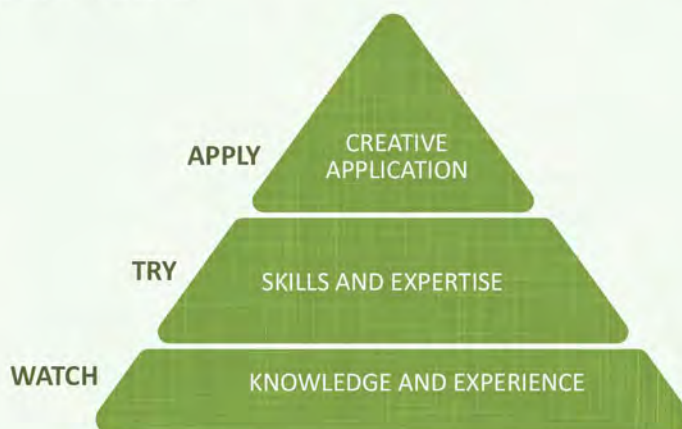 APPLY
CREATIVE
APPLICATION
TRY
SKILLS AND EXPERTISE
WATCH
KNOWLEDGE AND EXPERIENCE